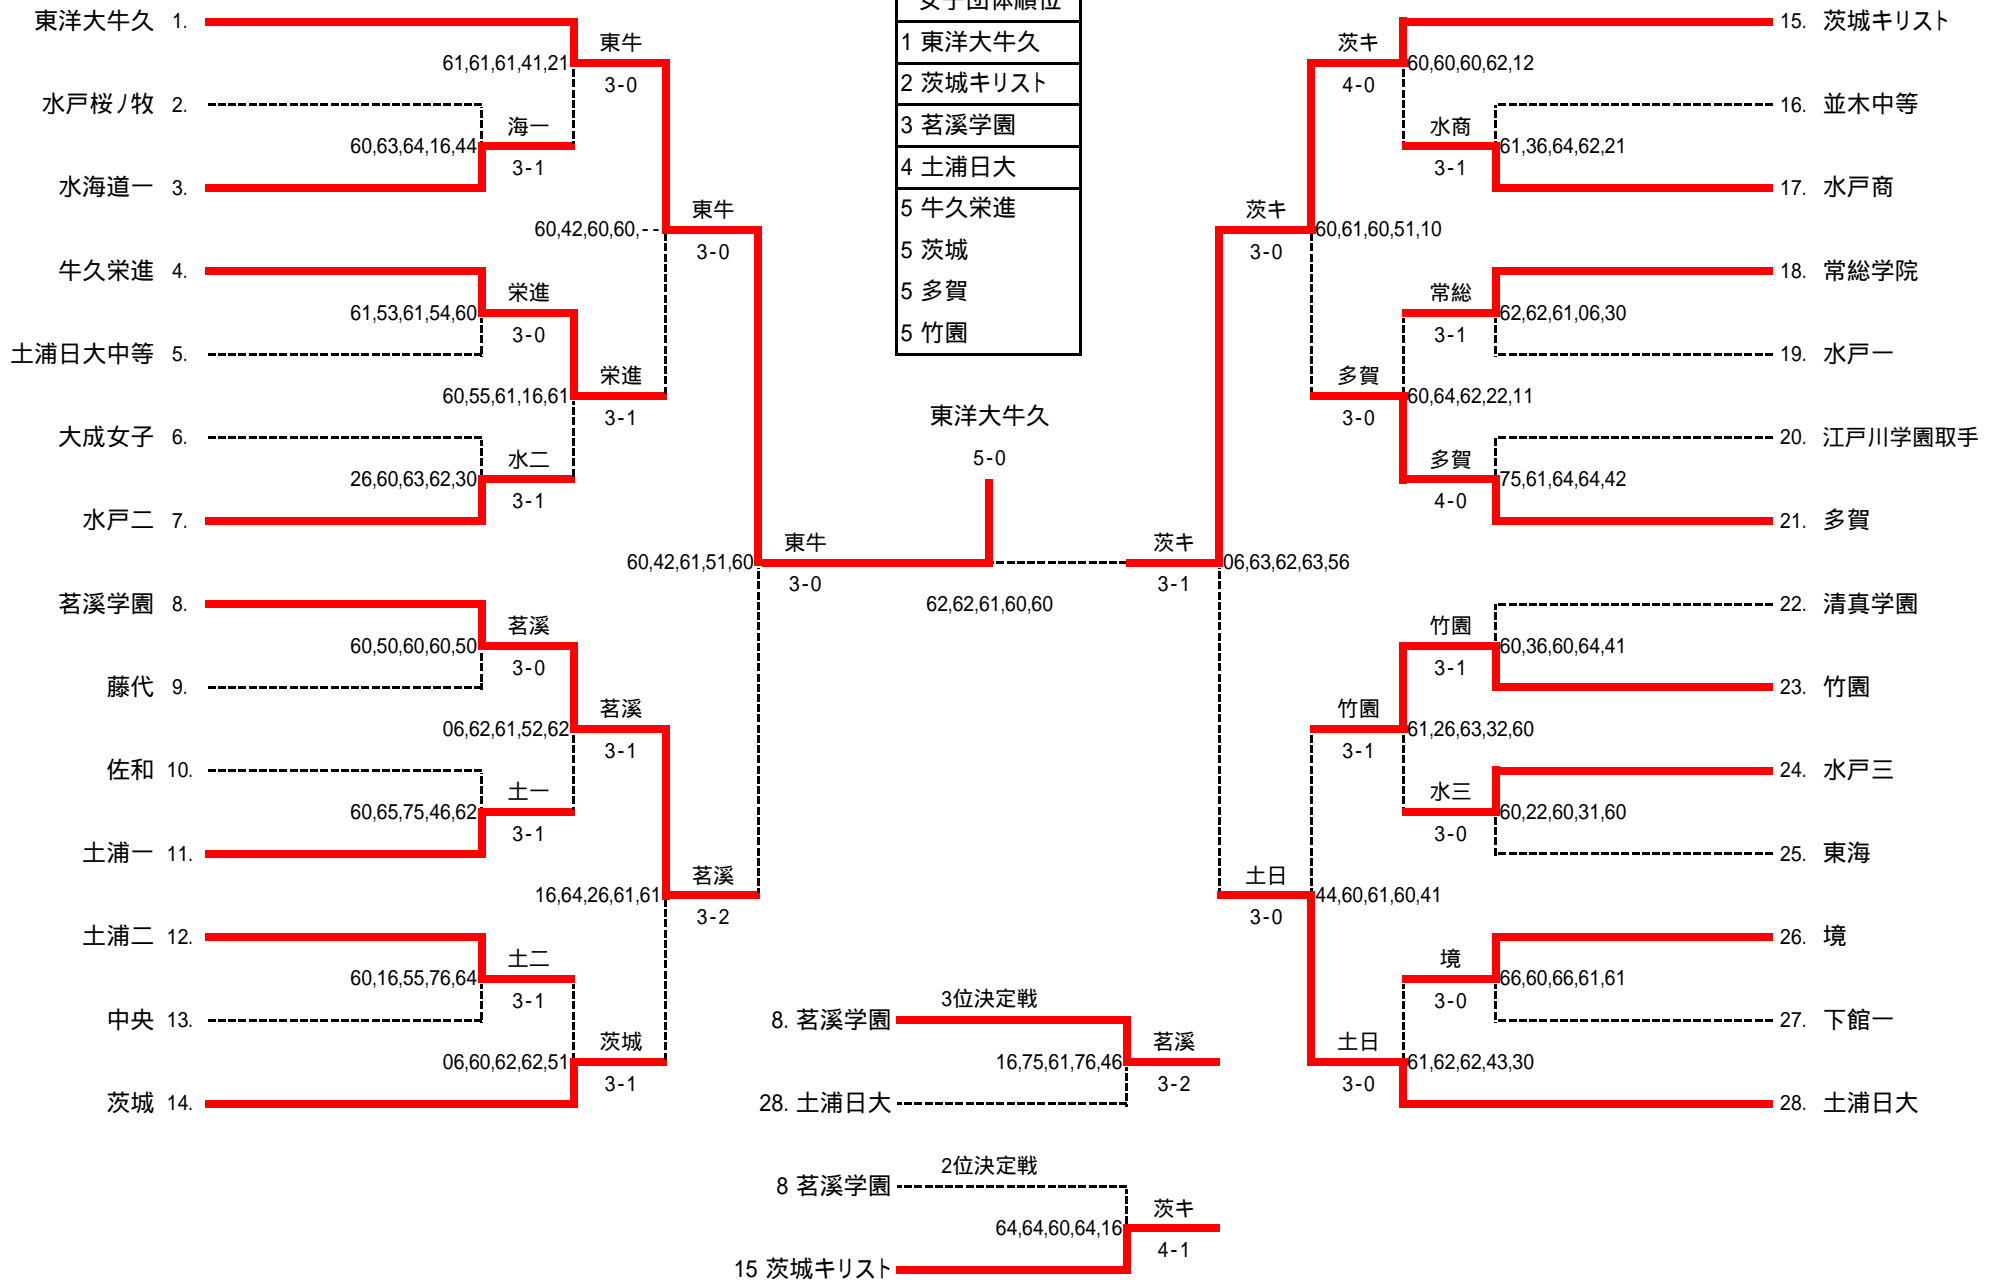 女子団体順位
1 東洋大牛久
2 茨城キリスト
3 茗溪学園
4 土浦日大
5 牛久栄進
5 茨城
5 多賀
5 竹園
東洋大牛久 1.
61,61,61,41,21
東牛
3-0
水戸桜ノ牧 2.
60,63,64,16,44
海一
3-1
水海道一 3.
60,42,60,60,--
東牛
3-0
牛久栄進 4.
61,53,61,54,60
栄進
3-0
土浦日大中等 5.
60,55,61,16,61
栄進
3-1
大成女子 6.
26,60,63,62,30
水二
3-1
水戸二 7.
60,42,61,51,60
東牛
3-0
茗溪学園 8.
60,50,60,60,50
茗溪
3-0
藤代 9.
06,62,61,52,62
茗溪
3-1
佐和 10.
60,65,75,46,62
土一
3-1
土浦一 11.
16,64,26,61,61
茗溪
3-2
土浦二 12.
60,16,55,76,64
土二
3-1
中央 13.
06,60,62,62,51
茨城
3-1
茨城 14.
東洋大牛久
5-0
62,62,61,60,60
15. 茨城キリスト
茨キ
4-0
60,60,60,62,12
16. 並木中等
水商
3-1
61,36,64,62,21
17. 水戸商
茨キ
3-0
60,61,60,51,10
18. 常総学院
常総
3-1
62,62,61,06,30
19. 水戸一
多賀
3-0
60,64,62,22,11
20. 江戸川学園取手
多賀
4-0
75,61,64,64,42
21. 多賀
茨キ
3-1
06,63,62,63,56
22. 清真学園
竹園
3-1
60,36,60,64,41
23. 竹園
竹園
3-1
61,26,63,32,60
24. 水戸三
水三
3-0
60,22,60,31,60
25. 東海
土日
3-0
44,60,61,60,41
26. 境
境
3-0
66,60,66,61,61
27. 下館一
土日
3-0
61,62,62,43,30
28. 土浦日大
3位決定戦
8. 茗溪学園
16,75,61,76,46
茗溪
3-2
28. 土浦日大
2位決定戦
8 茗溪学園
64,64,60,64,16
茨キ
4-1
15 茨城キリスト